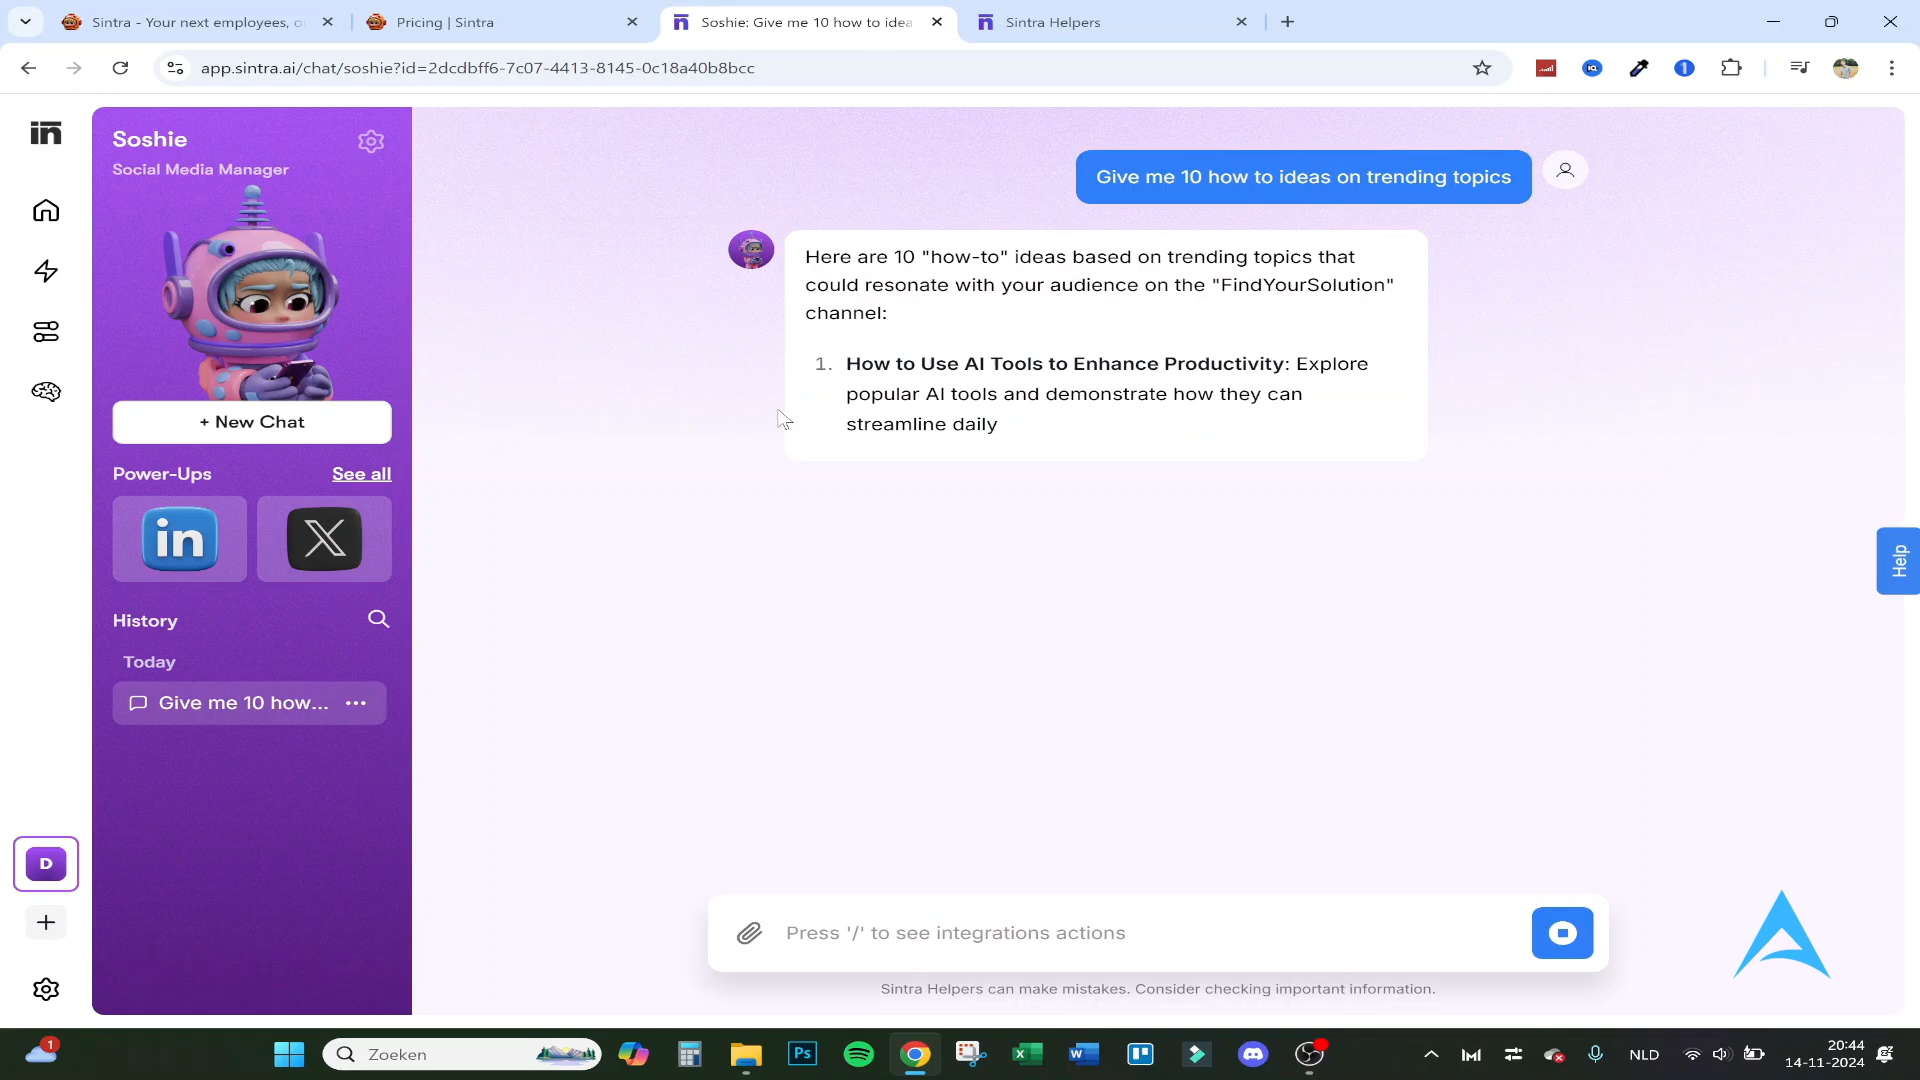 Sintra - Your next employees, o
Pricing | Sintra
Soshie: Give me 10 how to idea
Sintra Helpers
app.sintra.ai/chat/soshie?id=2dcdbff6-7c07-4413-8145-0c18a40b8bcc
Soshie
Social Media Manager
+ New Chat
Power-Ups
See all
in
X
History
Today
Give me 10 how...
D
Give me 10 how to ideas on trending topics
Here are 10 "how-to" ideas based on trending topics that
could resonate with your audience on the "FindYourSolution"
channel:
1. How to Use AI Tools to Enhance Productivity: Explore
popular AI tools and demonstrate how they can
streamline daily
Help
Press '/' to see integrations actions
Sintra Helpers can make mistakes. Consider checking important information.
1
Zoeken
Ps
NLD
20:44
14-11-2024